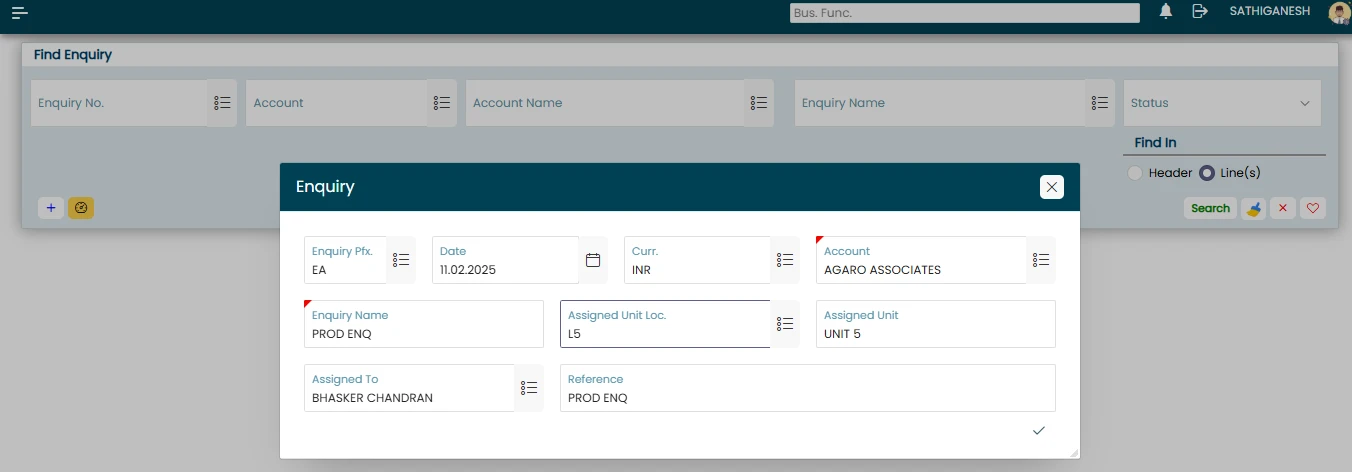 Bus. Func.
SATHIGANESH
Find Enquiry
Enquiry No.
Account
Account Name
Enquiry Name
Status
Find In
Header
Line(s)
Search
Enquiry
Enquiry Pfx.
EA
Date
11.02.2025
Curr.
INR
Account
AGARO ASSOCIATES
Enquiry Name
PROD ENQ
Assigned Unit Loc.
L5
Assigned Unit
UNIT 5
Assigned To
BHASKER CHANDRAN
Reference
PROD ENQ